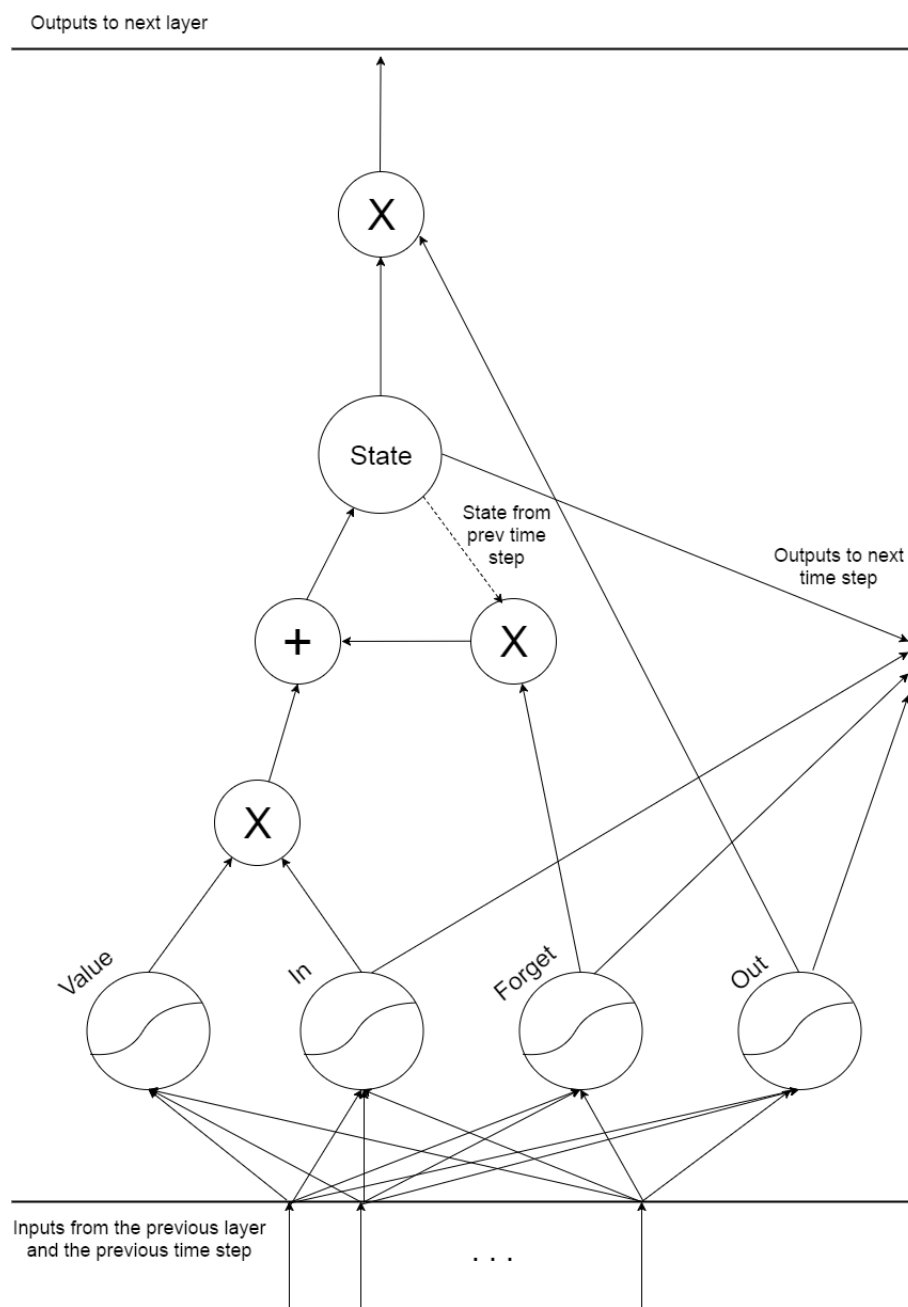 Outputs to next layer
X
State
State from
prev time
step
Outputs to next
time step
+
X
X
Value
In
Forget
Out
Inputs from the previous layer
and the previous time step
. . .